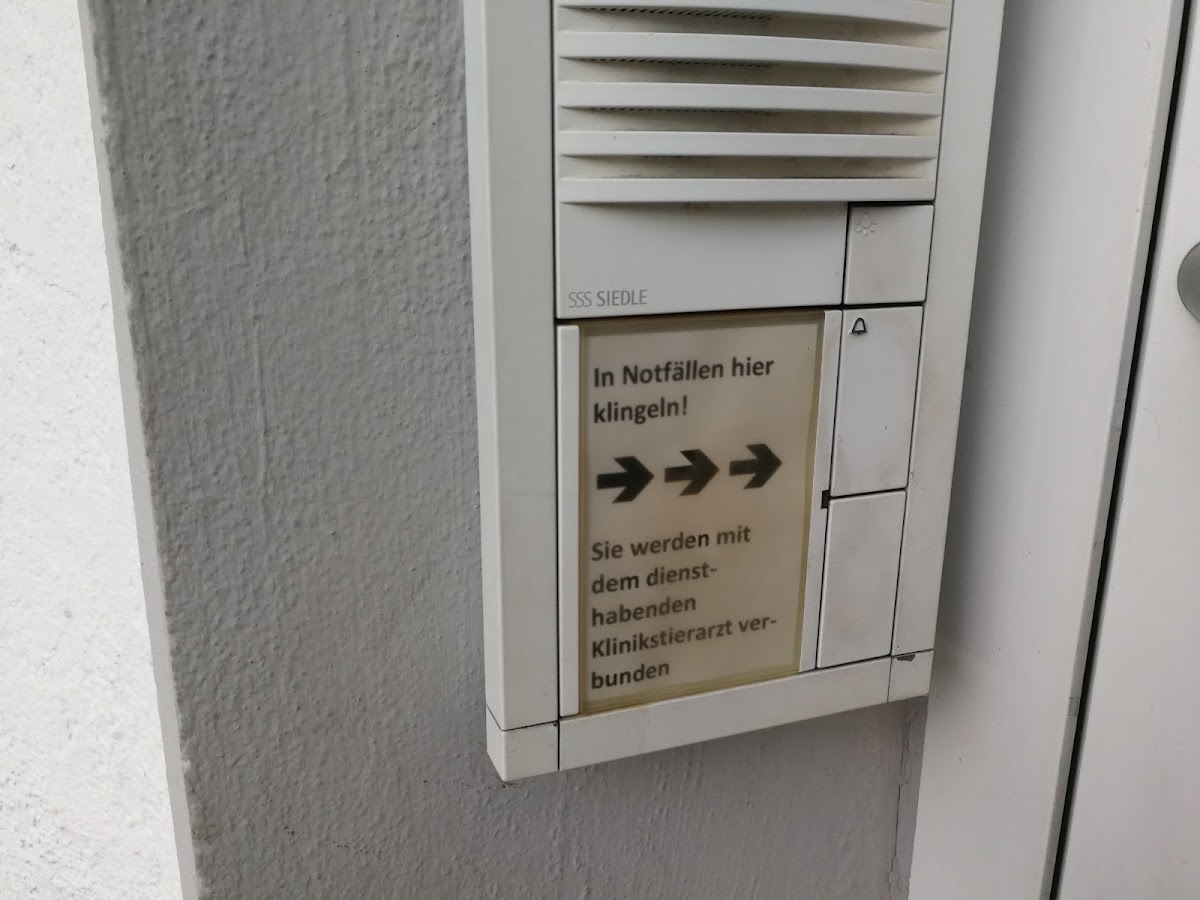 SSS SIEDLE
In Notfällen hier
klingeln!
Sie werden mit
dem dienst-
habenden
Klinikstierarzt ver-
bunden